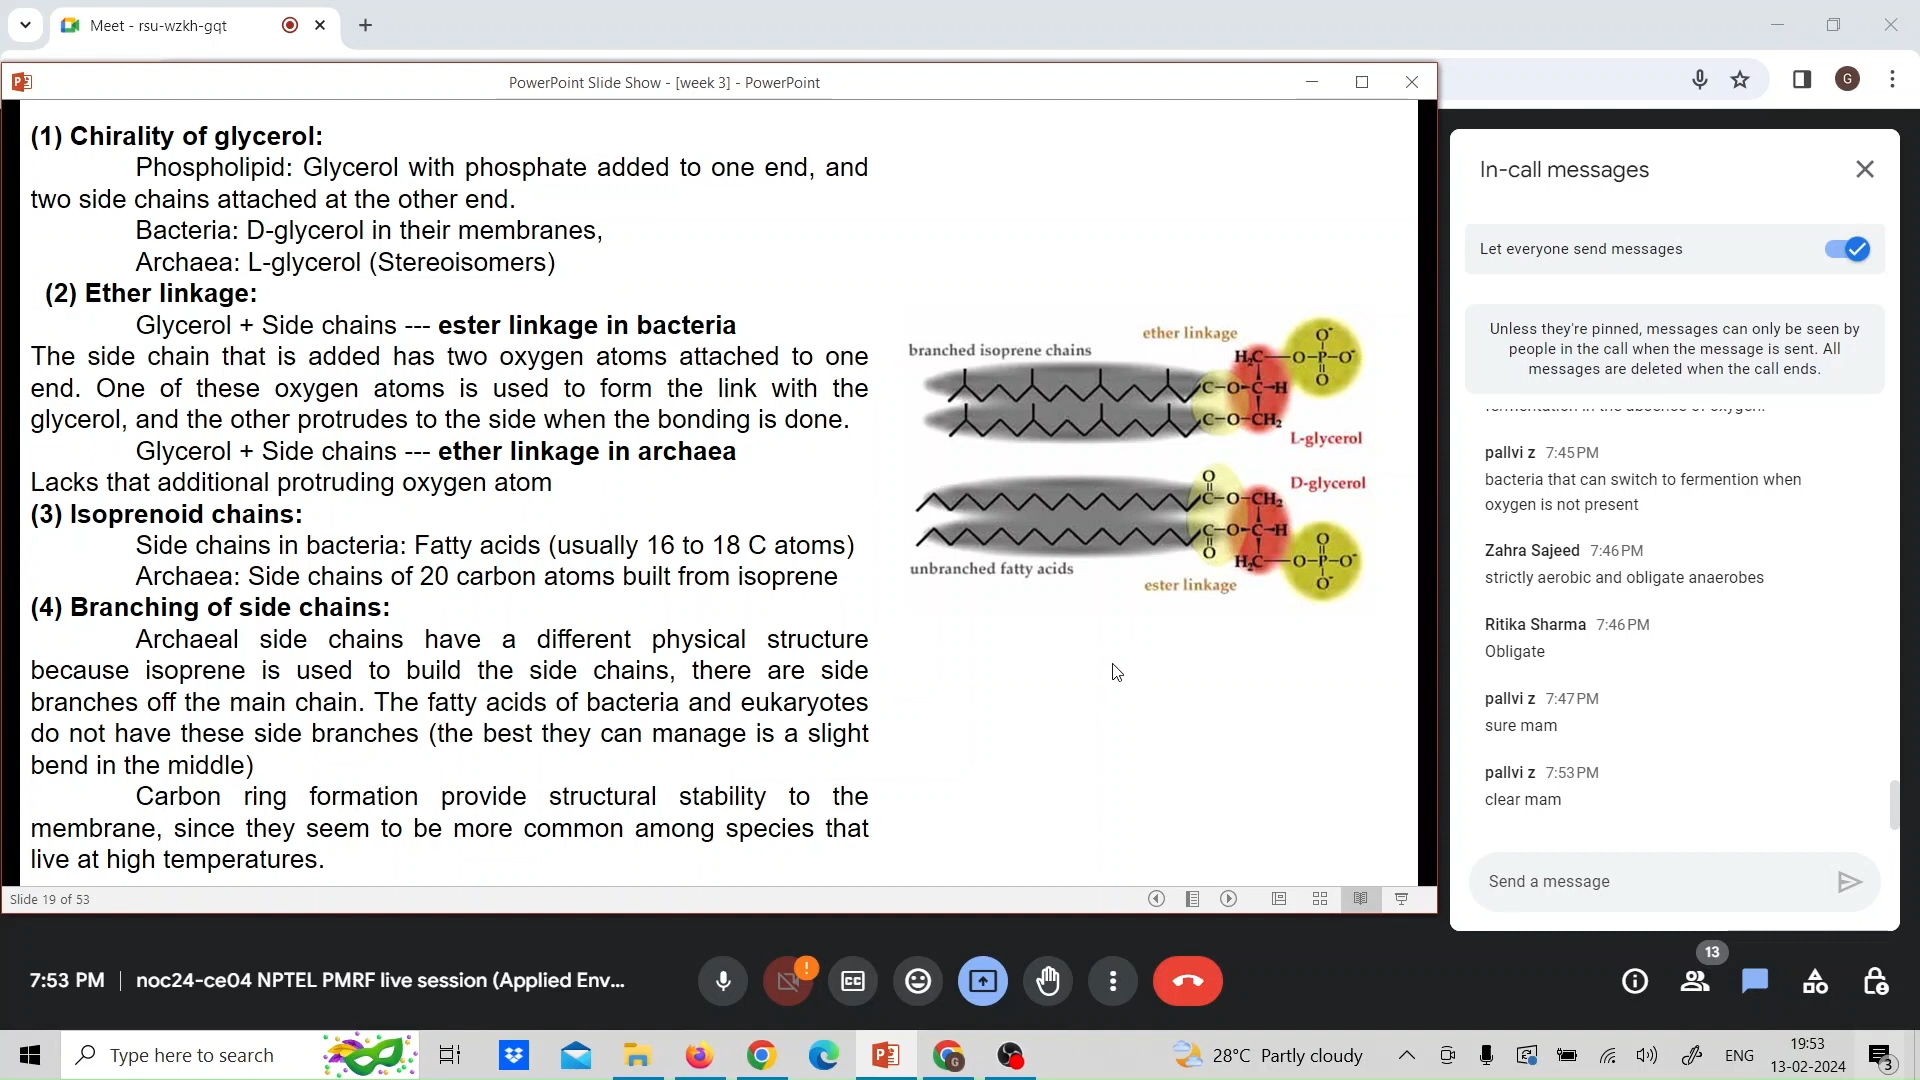 Meet - rsu-wzkh-gqt
PowerPoint Slide Show - [week 3] - PowerPoint
G
(1) Chirality of glycerol:
Phospholipid: Glycerol with phosphate added to one end, and
two side chains attached at the other end.
Bacteria: D-glycerol in their membranes,
Archaea: L-glycerol (Stereoisomers)
(2) Ether linkage:
Glycerol + Side chains --- ester linkage in bacteria
The side chain that is added has two oxygen atoms attached to one
end. One of these oxygen atoms is used to form the link with the
glycerol, and the other protrudes to the side when the bonding is done.
Glycerol + Side chains --- ether linkage in archaea
Lacks that additional protruding oxygen atom
(3) Isoprenoid chains:
Side chains in bacteria: Fatty acids (usually 16 to 18 C atoms)
Archaea: Side chains of 20 carbon atoms built from isoprene
(4) Branching of side chains:
Archaeal side chains have a different physical structure
because isoprene is used to build the side chains, there are side
branches off the main chain. The fatty acids of bacteria and eukaryotes
do not have these side branches (the best they can manage is a slight
bend in the middle)
Carbon ring formation provide structural stability to the
membrane, since they seem to be more common among species that
live at high temperatures.
ether linkage
branched isoprene chains
O-
H₂C—O-P-O-
O
C-O-C-H
C-O-CH₂
L-glycerol
D-glycerol
O
C-O-CH₂
C-O-C-H
O
O
H₂C—O-P-O-
O-
unbranched fatty acids
ester linkage
Slide 19 of 53
In-call messages
Let everyone send messages
Unless they're pinned, messages can only be seen by
people in the call when the message is sent. All
messages are deleted when the call ends.
fermentation in the absence of oxygen.
pallvi z 7:45 PM
bacteria that can switch to fermention when
oxygen is not present
Zahra Sajeed 7:46 PM
strictly aerobic and obligate anaerobes
Ritika Sharma 7:46 PM
Obligate
pallvi z 7:47 PM
sure mam
pallvi z 7:53 PM
clear mam
Send a message
7:53 PM | noc24-ce04 NPTEL PMRF live session (Applied Env...
13
Type here to search
28°C Partly cloudy
ENG
19:53
13-02-2024
3